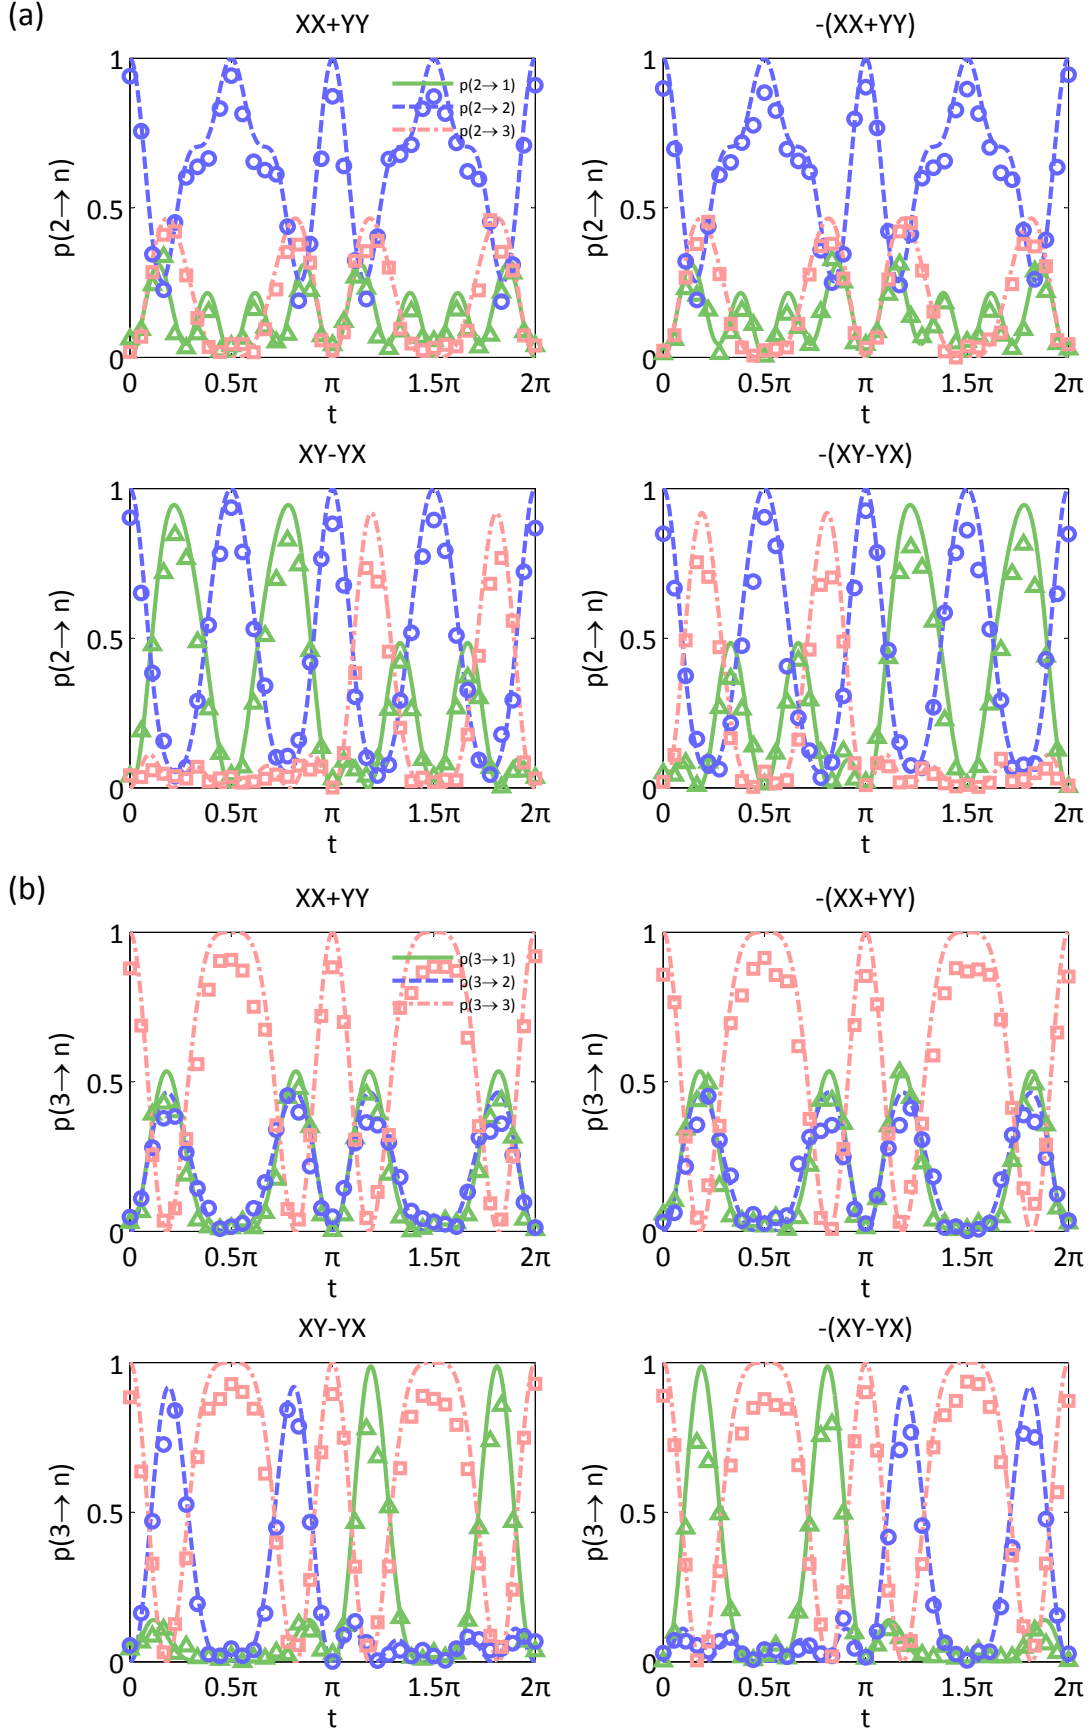 (a)
XX+YY
-(XX+YY)
p(2→ n)
1
0.5
0
p(2→ 1)
p(2→ 2)
p(2→ 3)
0 0.5π π 1.5π 2π
t
p(2→ n)
1
0.5
0
0 0.5π π 1.5π 2π
t
XY-YX
-(XY-YX)
p(2→ n)
1
0.5
0
0 0.5π π 1.5π 2π
t
p(2→ n)
1
0.5
0
0 0.5π π 1.5π 2π
t
(b)
XX+YY
-(XX+YY)
p(3→ n)
1
0.5
0
p(3→ 1)
p(3→ 2)
p(3→ 3)
0 0.5π π 1.5π 2π
t
p(3→ n)
1
0.5
0
0 0.5π π 1.5π 2π
t
XY-YX
-(XY-YX)
p(3→ n)
1
0.5
0
0 0.5π π 1.5π 2π
t
p(3→ n)
1
0.5
0
0 0.5π π 1.5π 2π
t